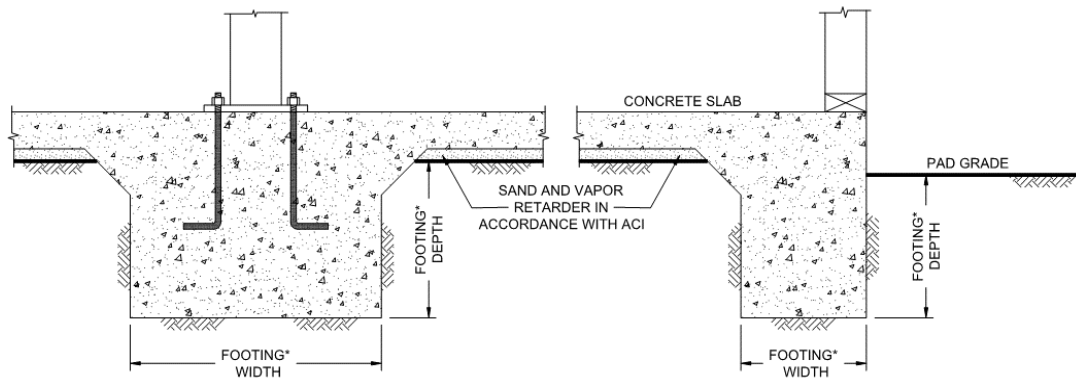 CONCRETE SLAB
PAD GRADE
SAND AND VAPOR
RETARDER IN
ACCORDANCE WITH ACI
FOOTING*
DEPTH
FOOTING*
DEPTH
FOOTING*
WIDTH
FOOTING*
WIDTH